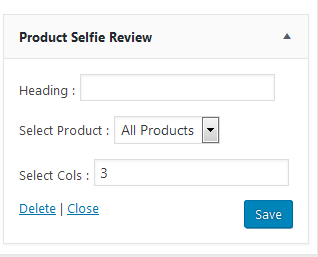 Product Selfie Review
Heading :
Select Product : All Products
Select Cols : 3
Delete | Close
Save